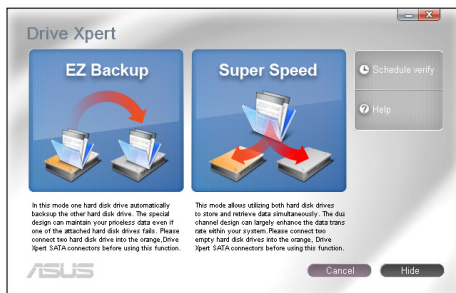 Drive Xpert
EZ Backup
Super Speed
Schedule verify
Help
In this mode one hard disk drive automatically
backsup the other hard disk drive. The special
design can maintain your priceless data even if
one of the attached hard disk drives fails. Please
connect two hard disk drive into the orange, Drive
Xpert SATA connectors before using this function.
This mode allows utilizing both hard disk drives
to store and retrieve data simultaneously. The dua
channel design can largely enhance the data trans
rate within your system. Please connect two
empty hard disk drives into the orange, Drive
Xpert SATA connectors before using this function.
ASUS
Cancel
Hide